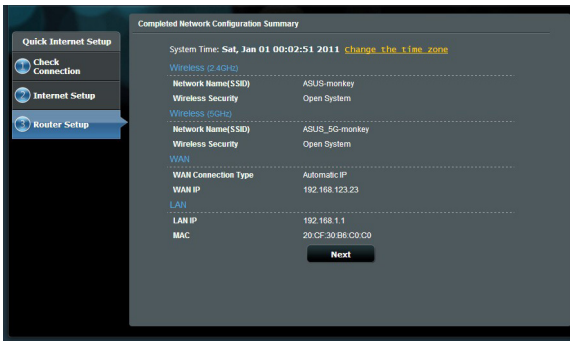 Completed Network Configuration Summary
Quick Internet Setup
1 Check Connection
2 Internet Setup
3 Router Setup
System Time: Sat, Jan 01 00:02:51 2011 Change the time zone
Wireless (2.4GHz)
Network Name(SSID) ASUS-monkey
Wireless Security Open System
Wireless (5GHz)
Network Name(SSID) ASUS_5G-monkey
Wireless Security Open System
WAN
WAN Connection Type Automatic IP
WAN IP 192.168.123.23
LAN
LAN IP 192.168.1.1
MAC 20:CF:30:B6:C0:C0
Next